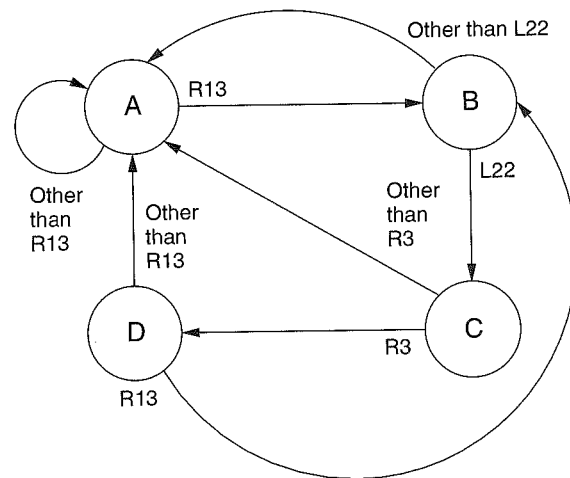 Other than L22
A
R13
B
L22
Other
than
R13
Other
than
R13
Other
than
R3
D
R3
C
R13